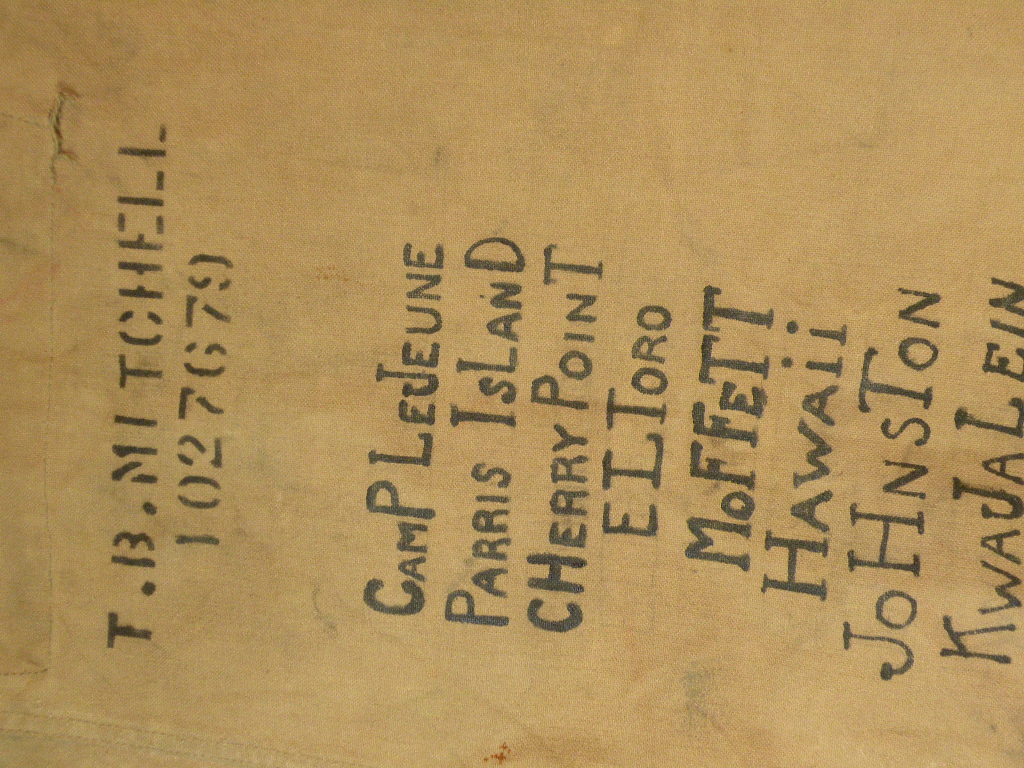 T.B.MITCHELL
1027679
CAMP LEJEUNE
PARRIS ISLAND
CHERRY POINT
EL TORO
MOFFETT
HAWAii
JOHNSTON
KWAJALEIN